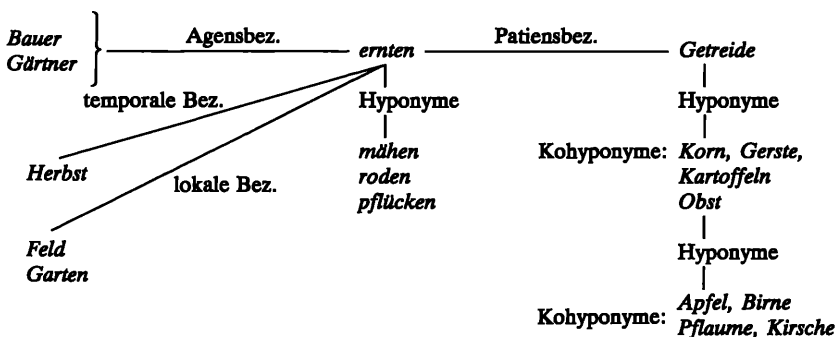 Bauer
Gärtner
Agensbez.
ernten
Patiensbez.
Getreide
temporale Bez.
Hyponyme
Hyponyme
Herbst
lokale Bez.
mähen
roden
pflücken
Kohyponyme: Korn, Gerste,
Kartoffeln
Obst
Feld
Garten
Hyponyme
Kohyponyme: Apfel, Birne
Pflaume, Kirsche